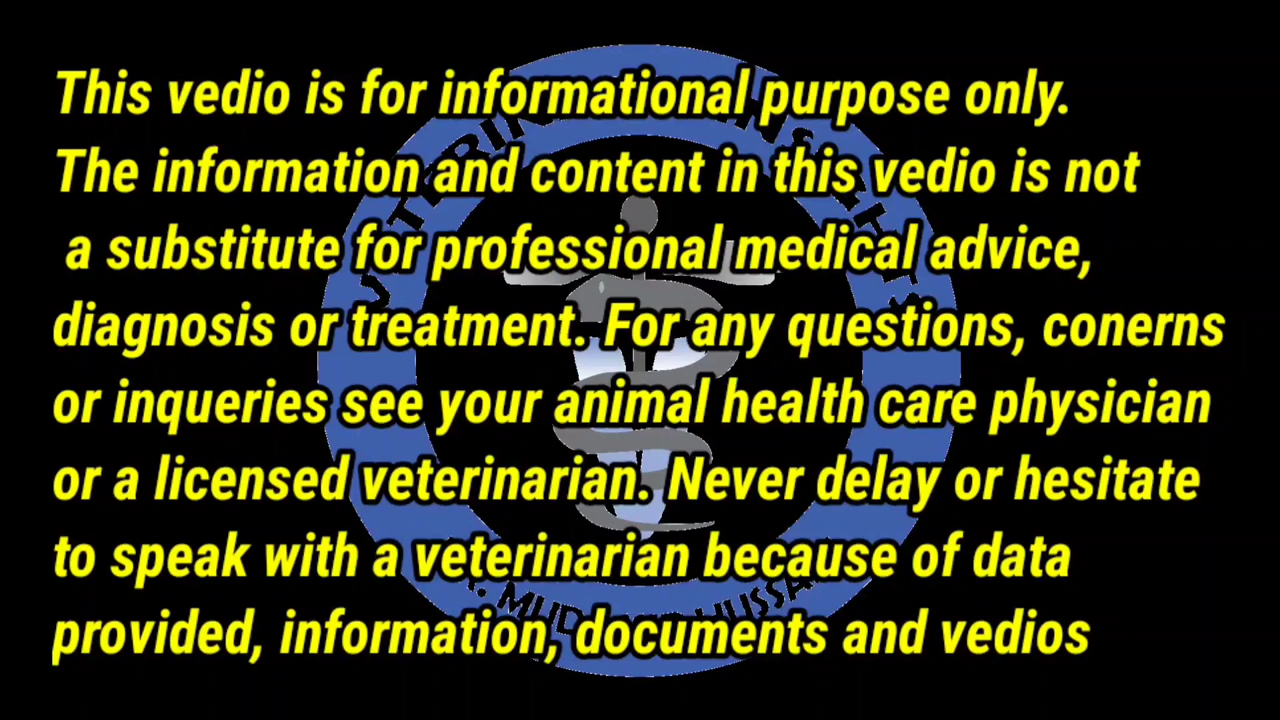 This vedio is for informational purpose only.
The information and content in this vedio is not
a substitute for professional medical advice,
diagnosis or treatment. For any questions, conerns
or inqueries see your animal health care physician
or a licensed veterinarian. Never delay or hesitate
to speak with a veterinarian because of data
provided, information, documents and vedios